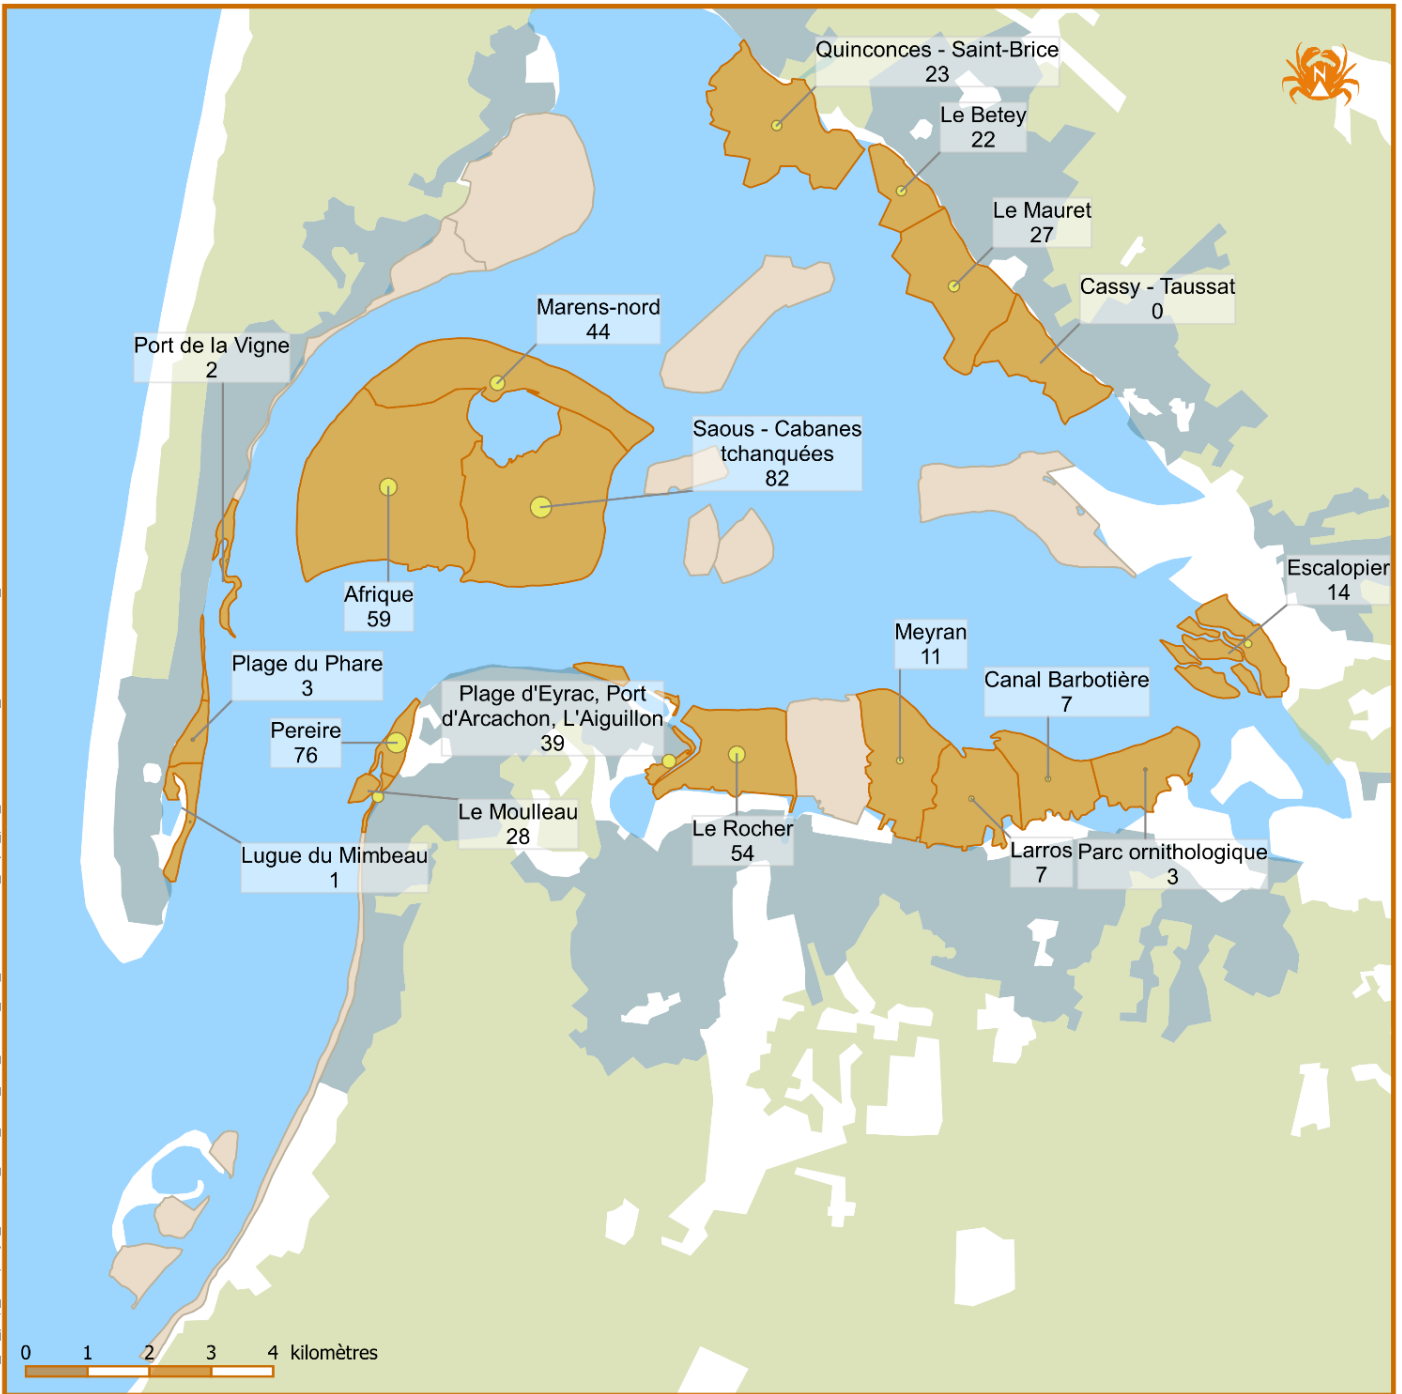 N
Quinconces - Saint-Brice
23
Le Betey
22
Le Mauret
27
Cassy - Taussat
0
Marens-nord
44
Port de la Vigne
2
Saous - Cabanes
tchanquées
82
Escalopier
14
Afrique
59
Meyran
11
Plage du Phare
3
Canal Barbotière
7
Plage d'Eyrac, Port
d'Arcachon, L'Aiguillon
39
Pereire
76
Le Moulleau
28
Le Rocher
54
Larros
7
Parc ornithologique
3
Lugue du Mimbeau
1
0 1 2 3 4 kilomètres